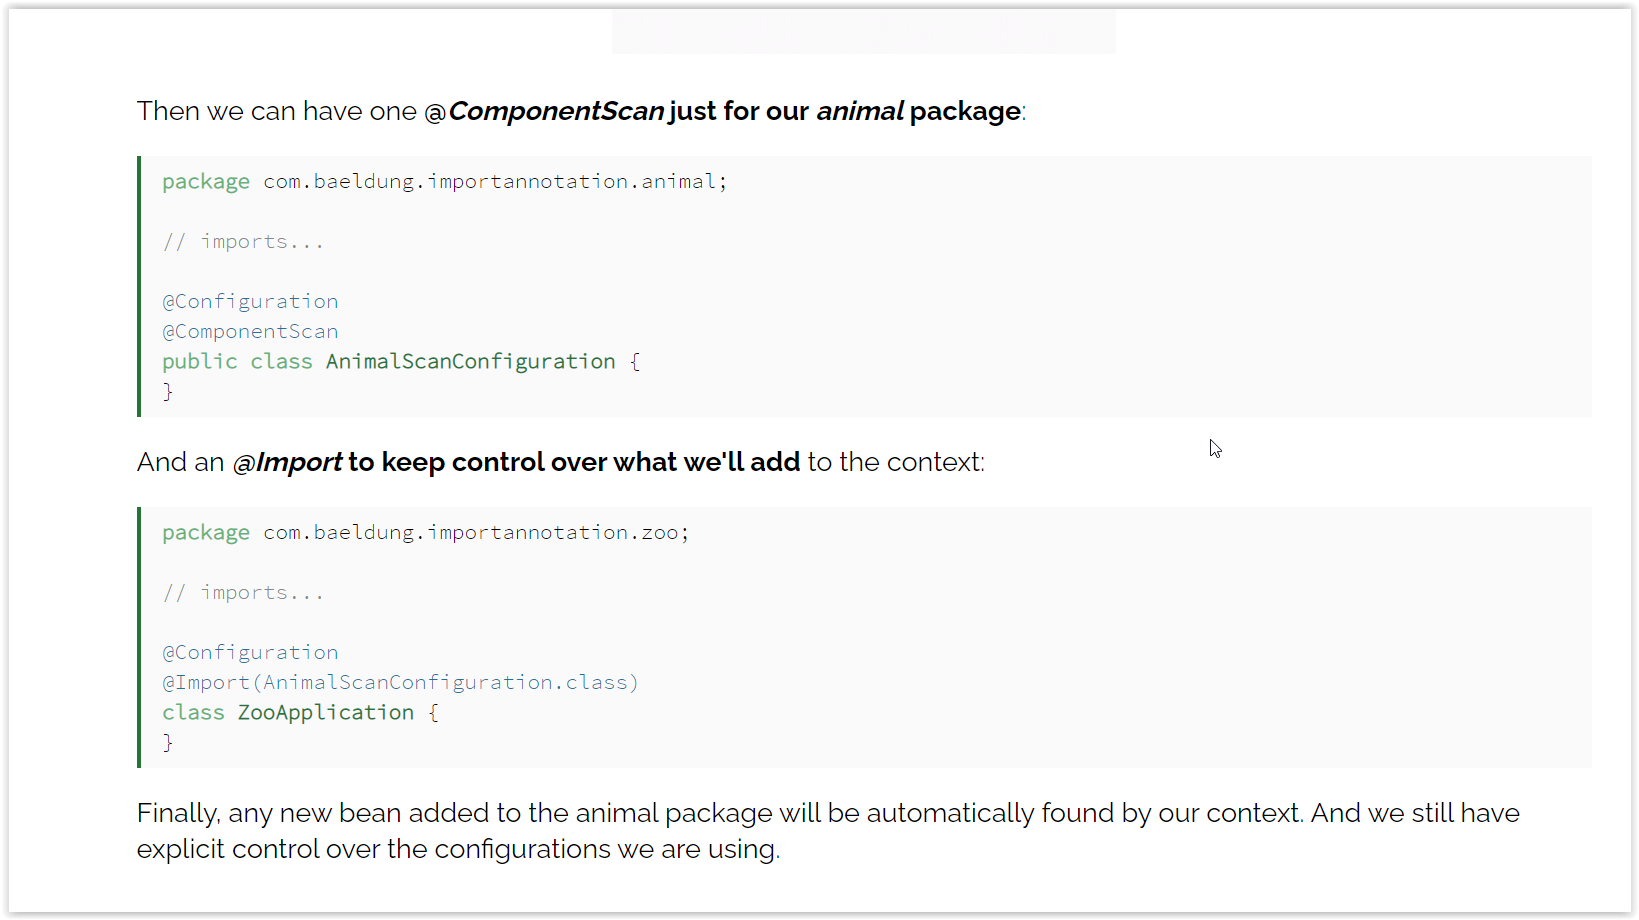 Then we can have one @ComponentScan just for our animal package:
package com.baeldung.importannotation.animal;
// imports...
@Configuration
@ComponentScan
public class AnimalScanConfiguration {
}
And an @Import to keep control over what we'll add to the context:
package com.baeldung.importannotation.zoo;
// imports...
@Configuration
@Import(AnimalScanConfiguration.class)
class ZooApplication {
}
Finally, any new bean added to the animal package will be automatically found by our context. And we still have
explicit control over the configurations we are using.